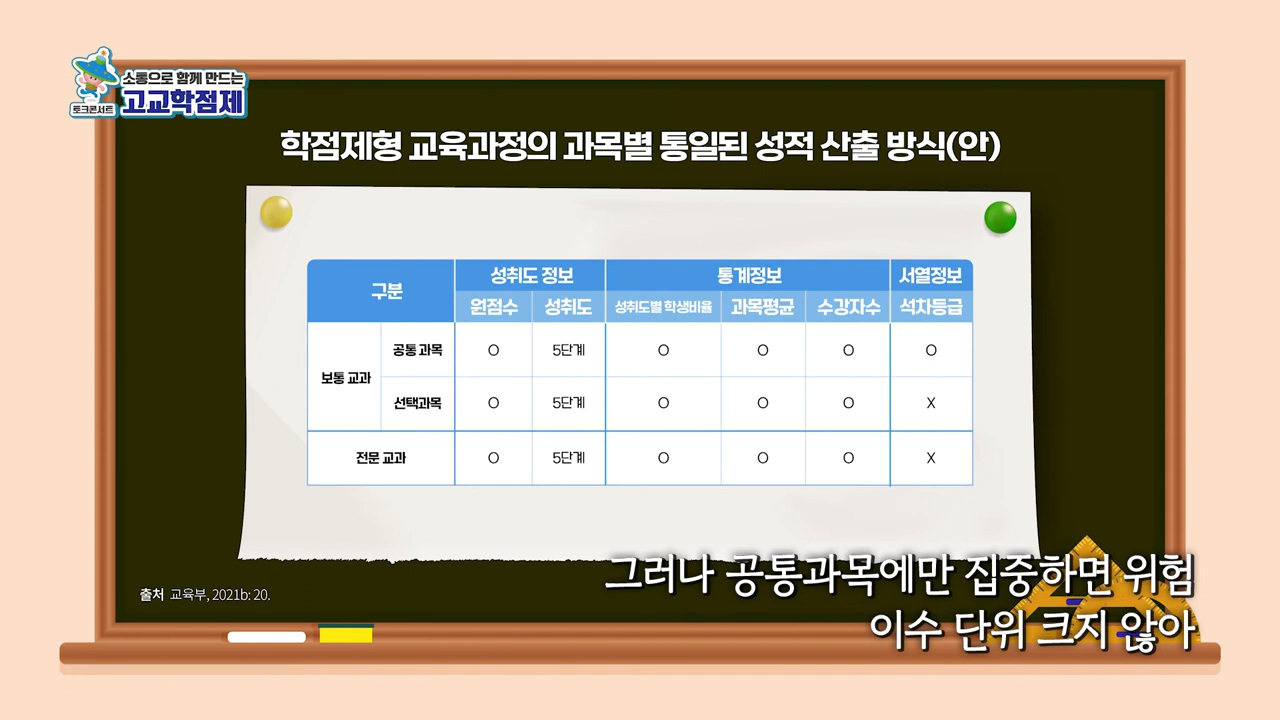 소통으로 함께 만드는
토크콘서트 고교학점제
학점제형 교육과정의 과목별 통일된 성적 산출 방식(안)
구분 성취도 정보 통계정보 서열정보
원점수 성취도 성취도별 학생비율 과목평균 수강자수 석차등급
보통 교과 공통 과목 O 5단계 O O O O
선택과목 O 5단계 O O O X
전문 교과 O 5단계 O O O X
출처 교육부, 2021b: 20.
그러나 공통과목에만 집중하면 위험
이수 단위 크지 않아